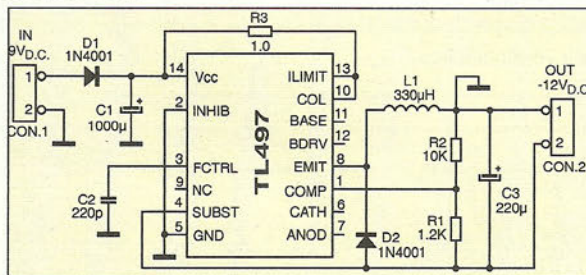 IN
9V D.C.
1
2
CON.1
D1
1N4001
C1
1000µ
+
C2
220p
R3
1.0
TL497
14 Vcc
2 INHIB
3 FCTRL
9 NC
4 SUBST
5 GND
ILIMIT 13
COL 10
BASE 11
BDRV 12
EMIT 8
COMP 1
CATH 6
ANOD 7
L1
330µH
D2
1N4001
R2
10K
R1
1.2K
+
C3
220µ
OUT
-12V D.C.
1
2
CON.2